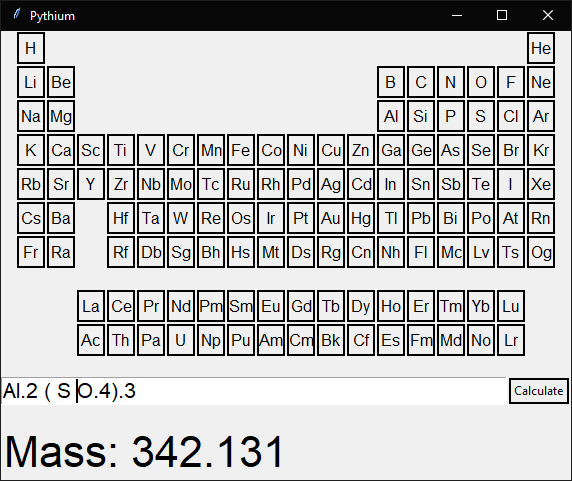 Pythium
H He
Li Be B C N O F Ne
Na Mg Al Si P S Cl Ar
K Ca Sc Ti V Cr Mn Fe Co Ni Cu Zn Ga Ge As Se Br Kr
Rb Sr Y Zr Nb Mo Tc Ru Rh Pd Ag Cd In Sn Sb Te I Xe
Cs Ba Hf Ta W Re Os Ir Pt Au Hg Tl Pb Bi Po At Rn
Fr Ra Rf Db Sg Bh Hs Mt Ds Rg Cn Nh Fl Mc Lv Ts Og
La Ce Pr Nd Pm Sm Eu Gd Tb Dy Ho Er Tm Yb Lu
Ac Th Pa U Np Pu Am Cm Bk Cf Es Fm Md No Lr
Al.2 ( S O.4).3 Calculate
Mass: 342.131